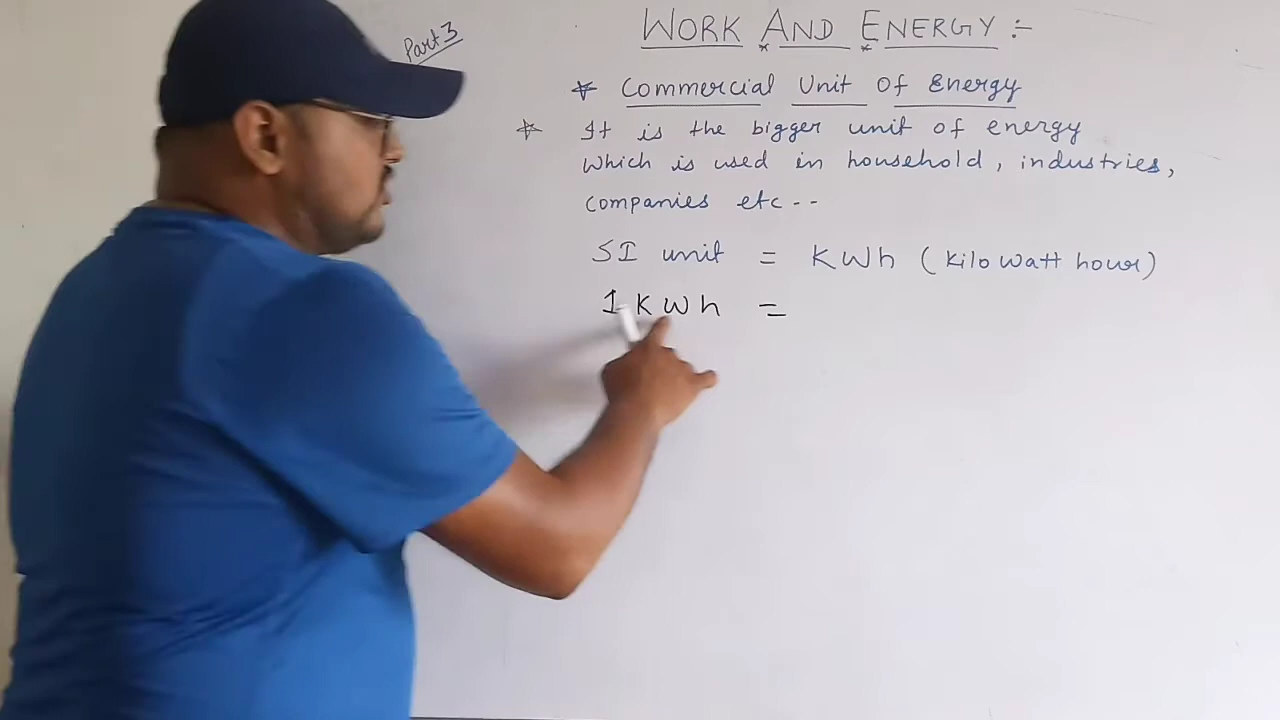 Part 3
WORK AND ENERGY :-
* Commercial Unit Of Energy
* It is the bigger unit of energy
which is used in household, industries,
companies etc--
SI unit = KWh (Kilo watt hour)
1 KWh =